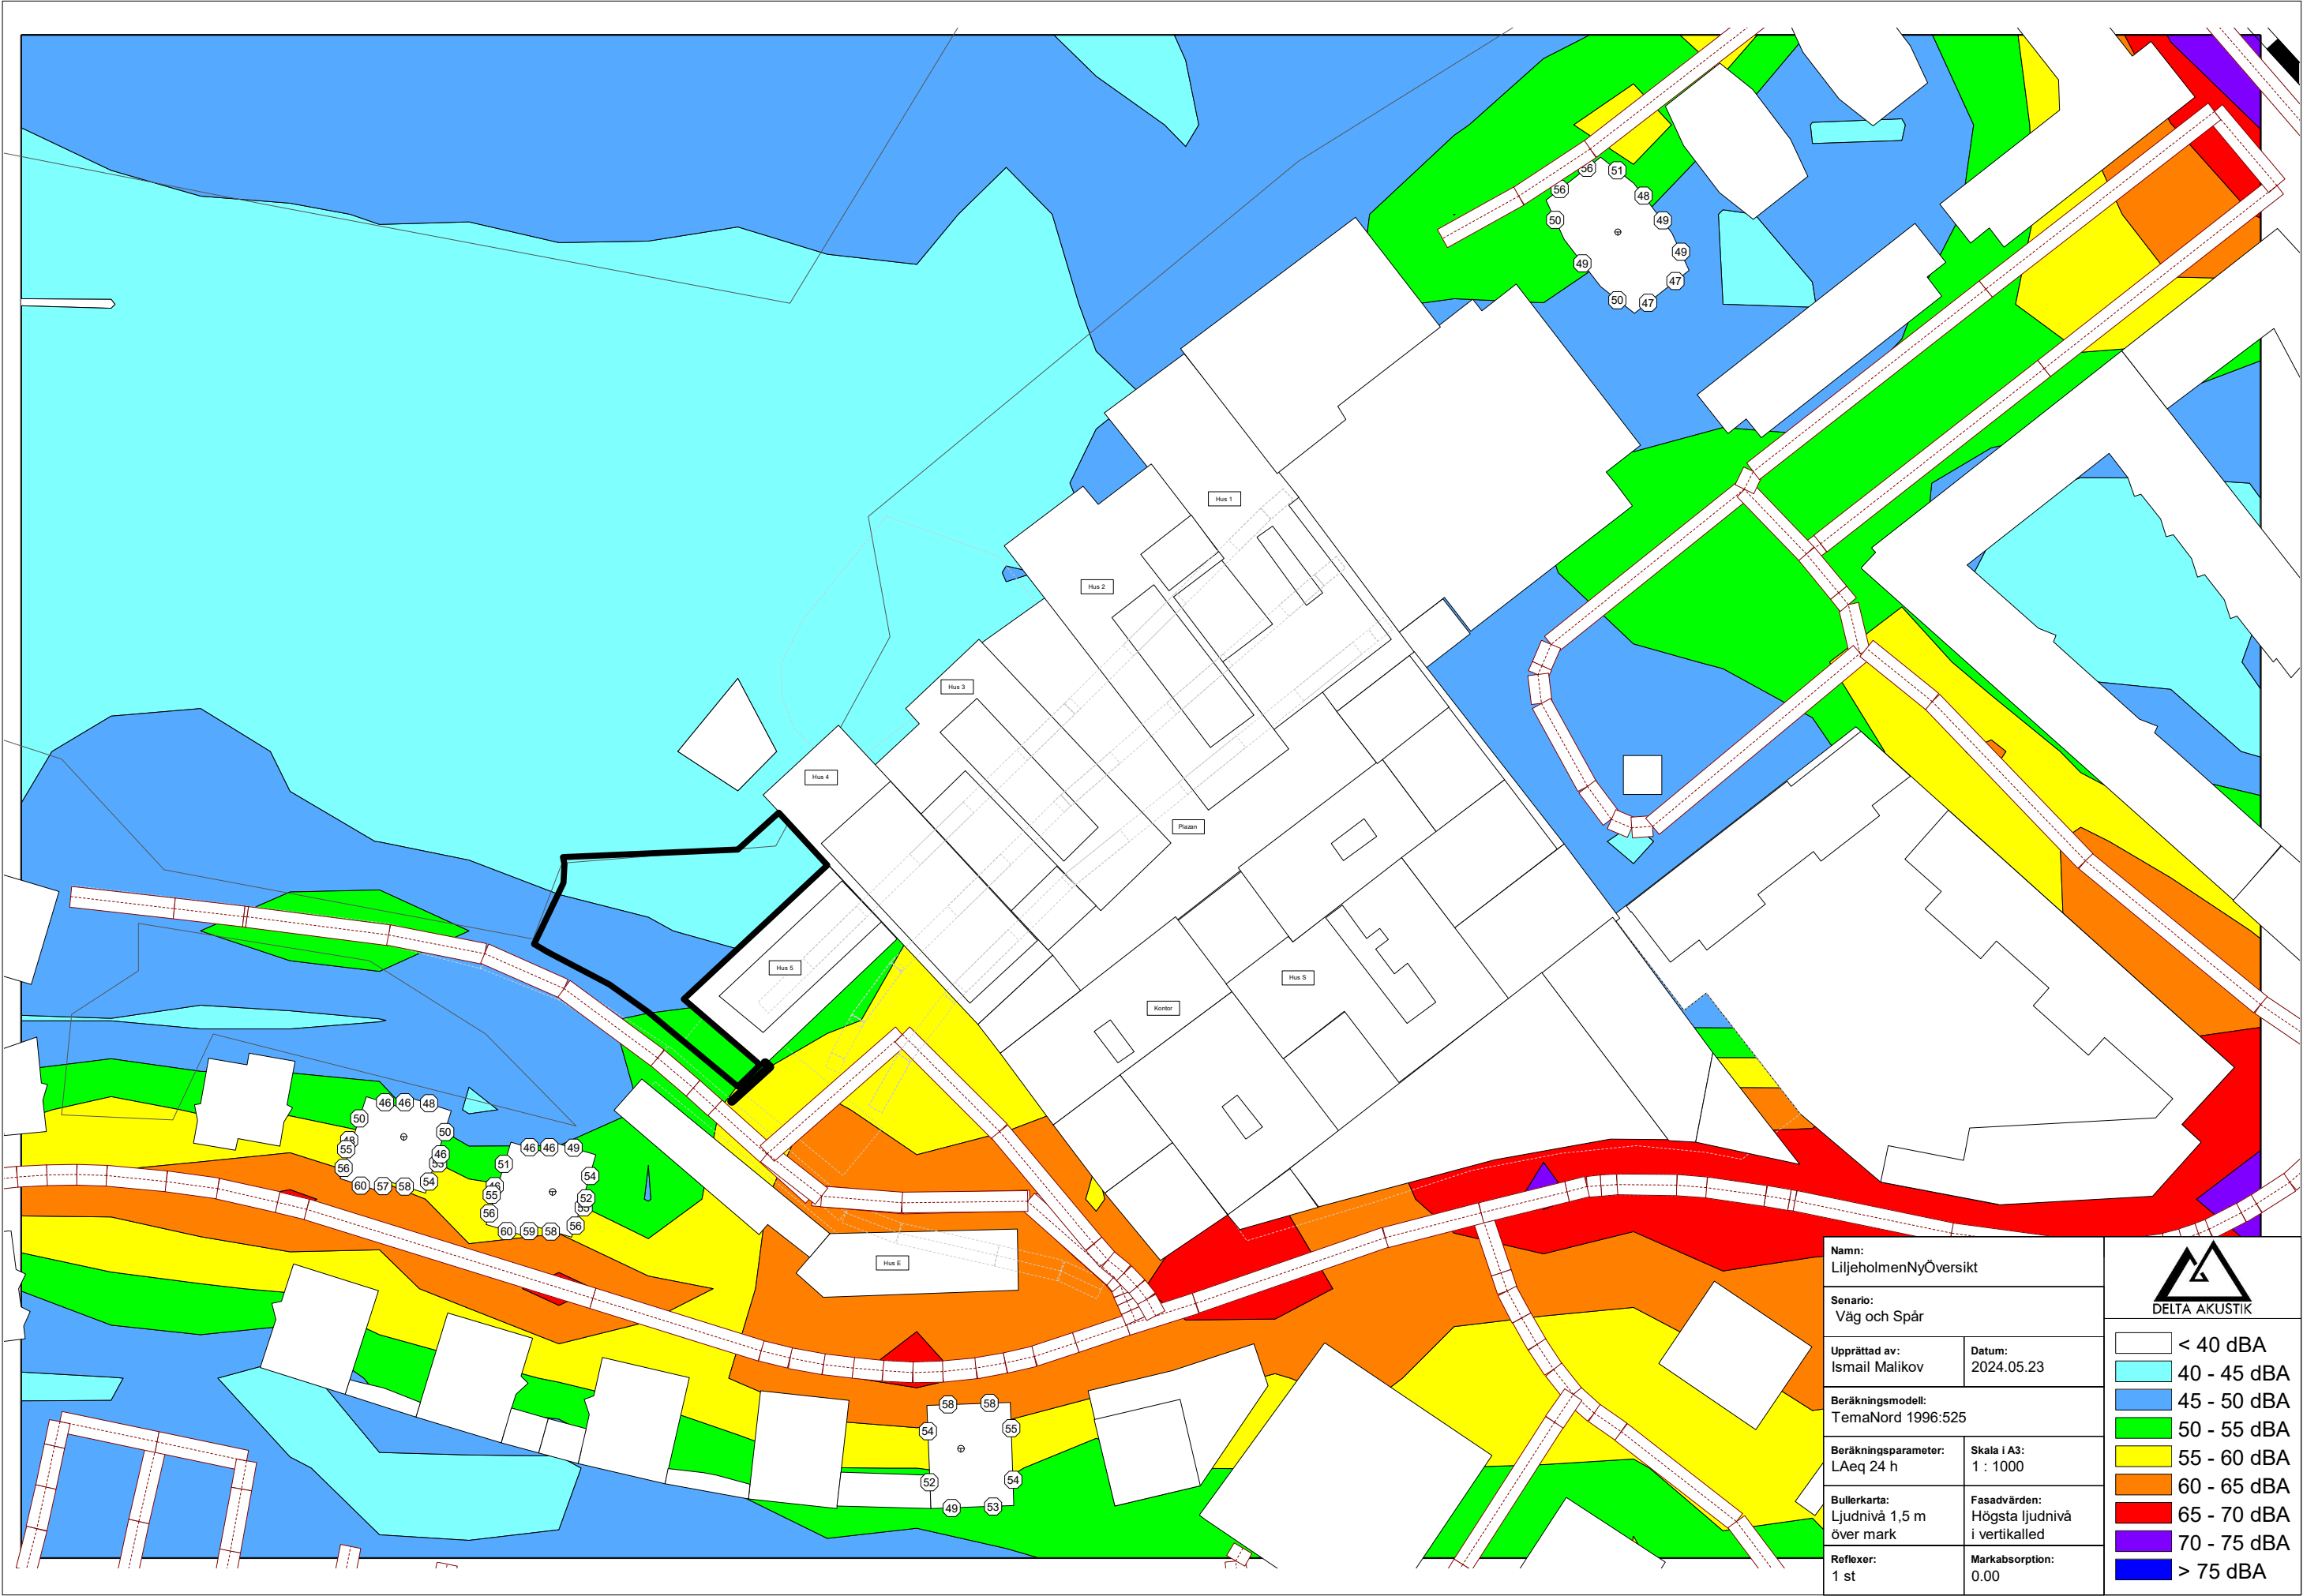 56
51
56
48
50
49
49
49
47
50
47
Hus 1
Hus 2
Hus 3
Hus 4
Plazan
Hus 5
Hus S
Kontor
46
46
48
50
50
48
55
46
53
56
60
57
58
54
46
46
49
51
54
46
55
52
53
56
56
60
59
58
Hus E
58
58
54
55
52
54
49
53
Namn:
LiljeholmenNyÖversikt
Senario:
Väg och Spår
Upprättad av:
Ismail Malikov
Datum:
2024.05.23
Beräkningsmodell:
TemaNord 1996:525
Beräkningsparameter:
LAeq 24 h
Skala i A3:
1 : 1000
Bullerkarta:
Ljudnivå 1,5 m
över mark
Fasadvärden:
Högsta ljudnivå
i vertikalled
Reflexer:
1 st
Markabsorption:
0.00
DELTA AKUSTIK
< 40 dBA
40 - 45 dBA
45 - 50 dBA
50 - 55 dBA
55 - 60 dBA
60 - 65 dBA
65 - 70 dBA
70 - 75 dBA
> 75 dBA